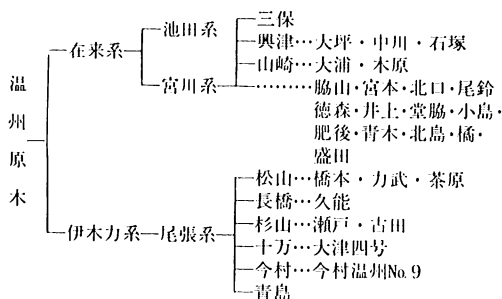 温州原木
在来系
池田系
宮川系
三保
興津…大坪・中川・石塚
山崎…大浦・木原
………脇山・宮本・北口・尾鈴
徳森・井上・堂脇・小島・
肥後・青木・北島・橘・
盛田
伊木力系
尾張系
松山…橋本・力武・茶原
長橋…久能
杉山…瀬戸・古田
十万…大津四号
今村…今村温州No.9
青島